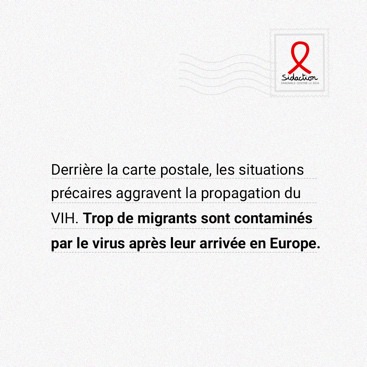 Sidaction
Derrière la carte postale, les situations
précaires aggravent la propagation du
VIH. Trop de migrants sont contaminés
par le virus après leur arrivée en Europe.